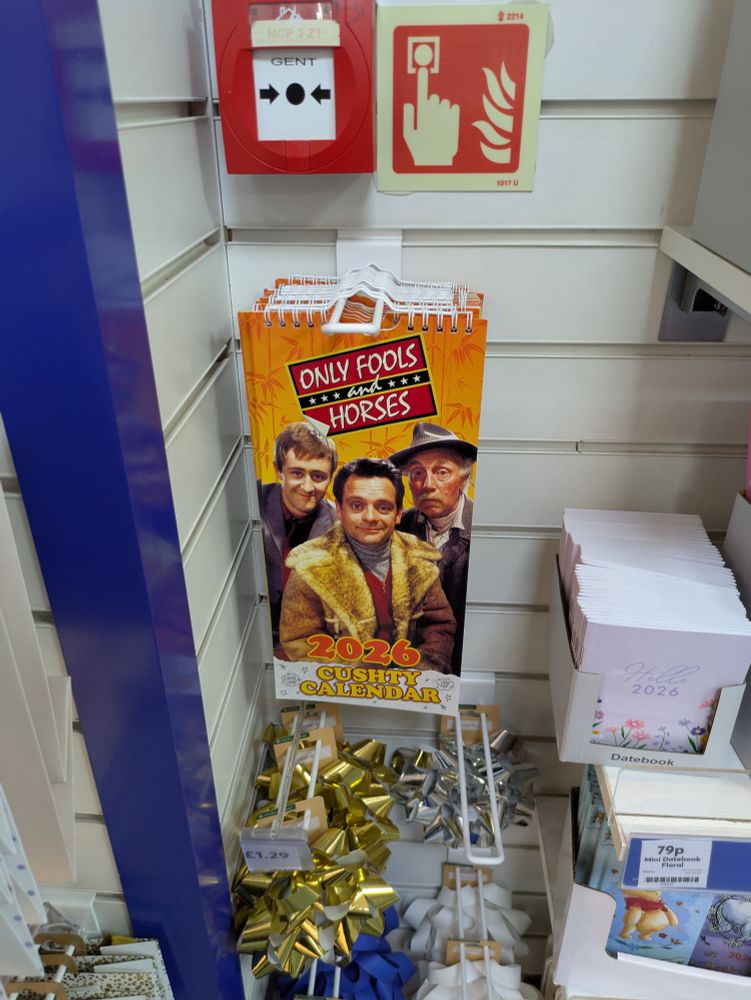 MCP 3 Z1
GENT
2214
1017 U
ONLY FOOLS
and
HORSES
2026
CUSHTY
CALENDAR
Hello
2026
Datebook
£1.29
79p
Mini Datebook
Floral